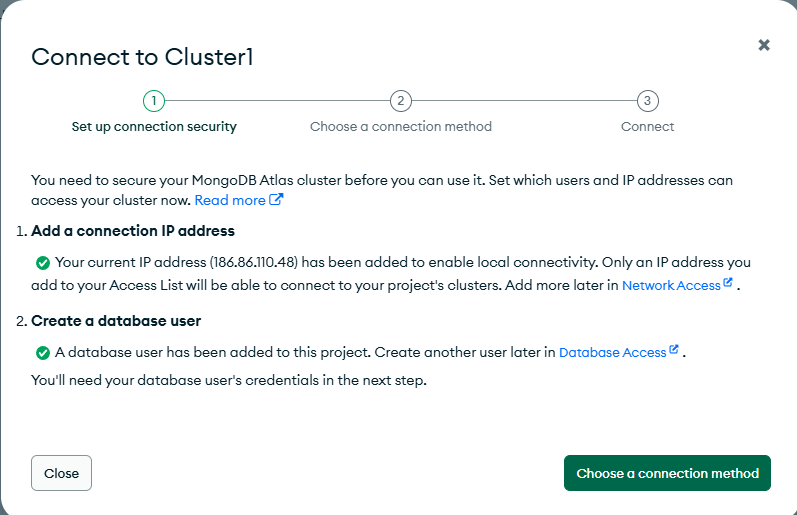 Connect to Cluster1
1
2
3
Set up connection security
Choose a connection method
Connect
You need to secure your MongoDB Atlas cluster before you can use it. Set which users and IP addresses can
access your cluster now. Read more
1. Add a connection IP address
Your current IP address (186.86.110.48) has been added to enable local connectivity. Only an IP address you
add to your Access List will be able to connect to your project's clusters. Add more later in Network Access .
2. Create a database user
A database user has been added to this project. Create another user later in Database Access .
You'll need your database user's credentials in the next step.
Close
Choose a connection method